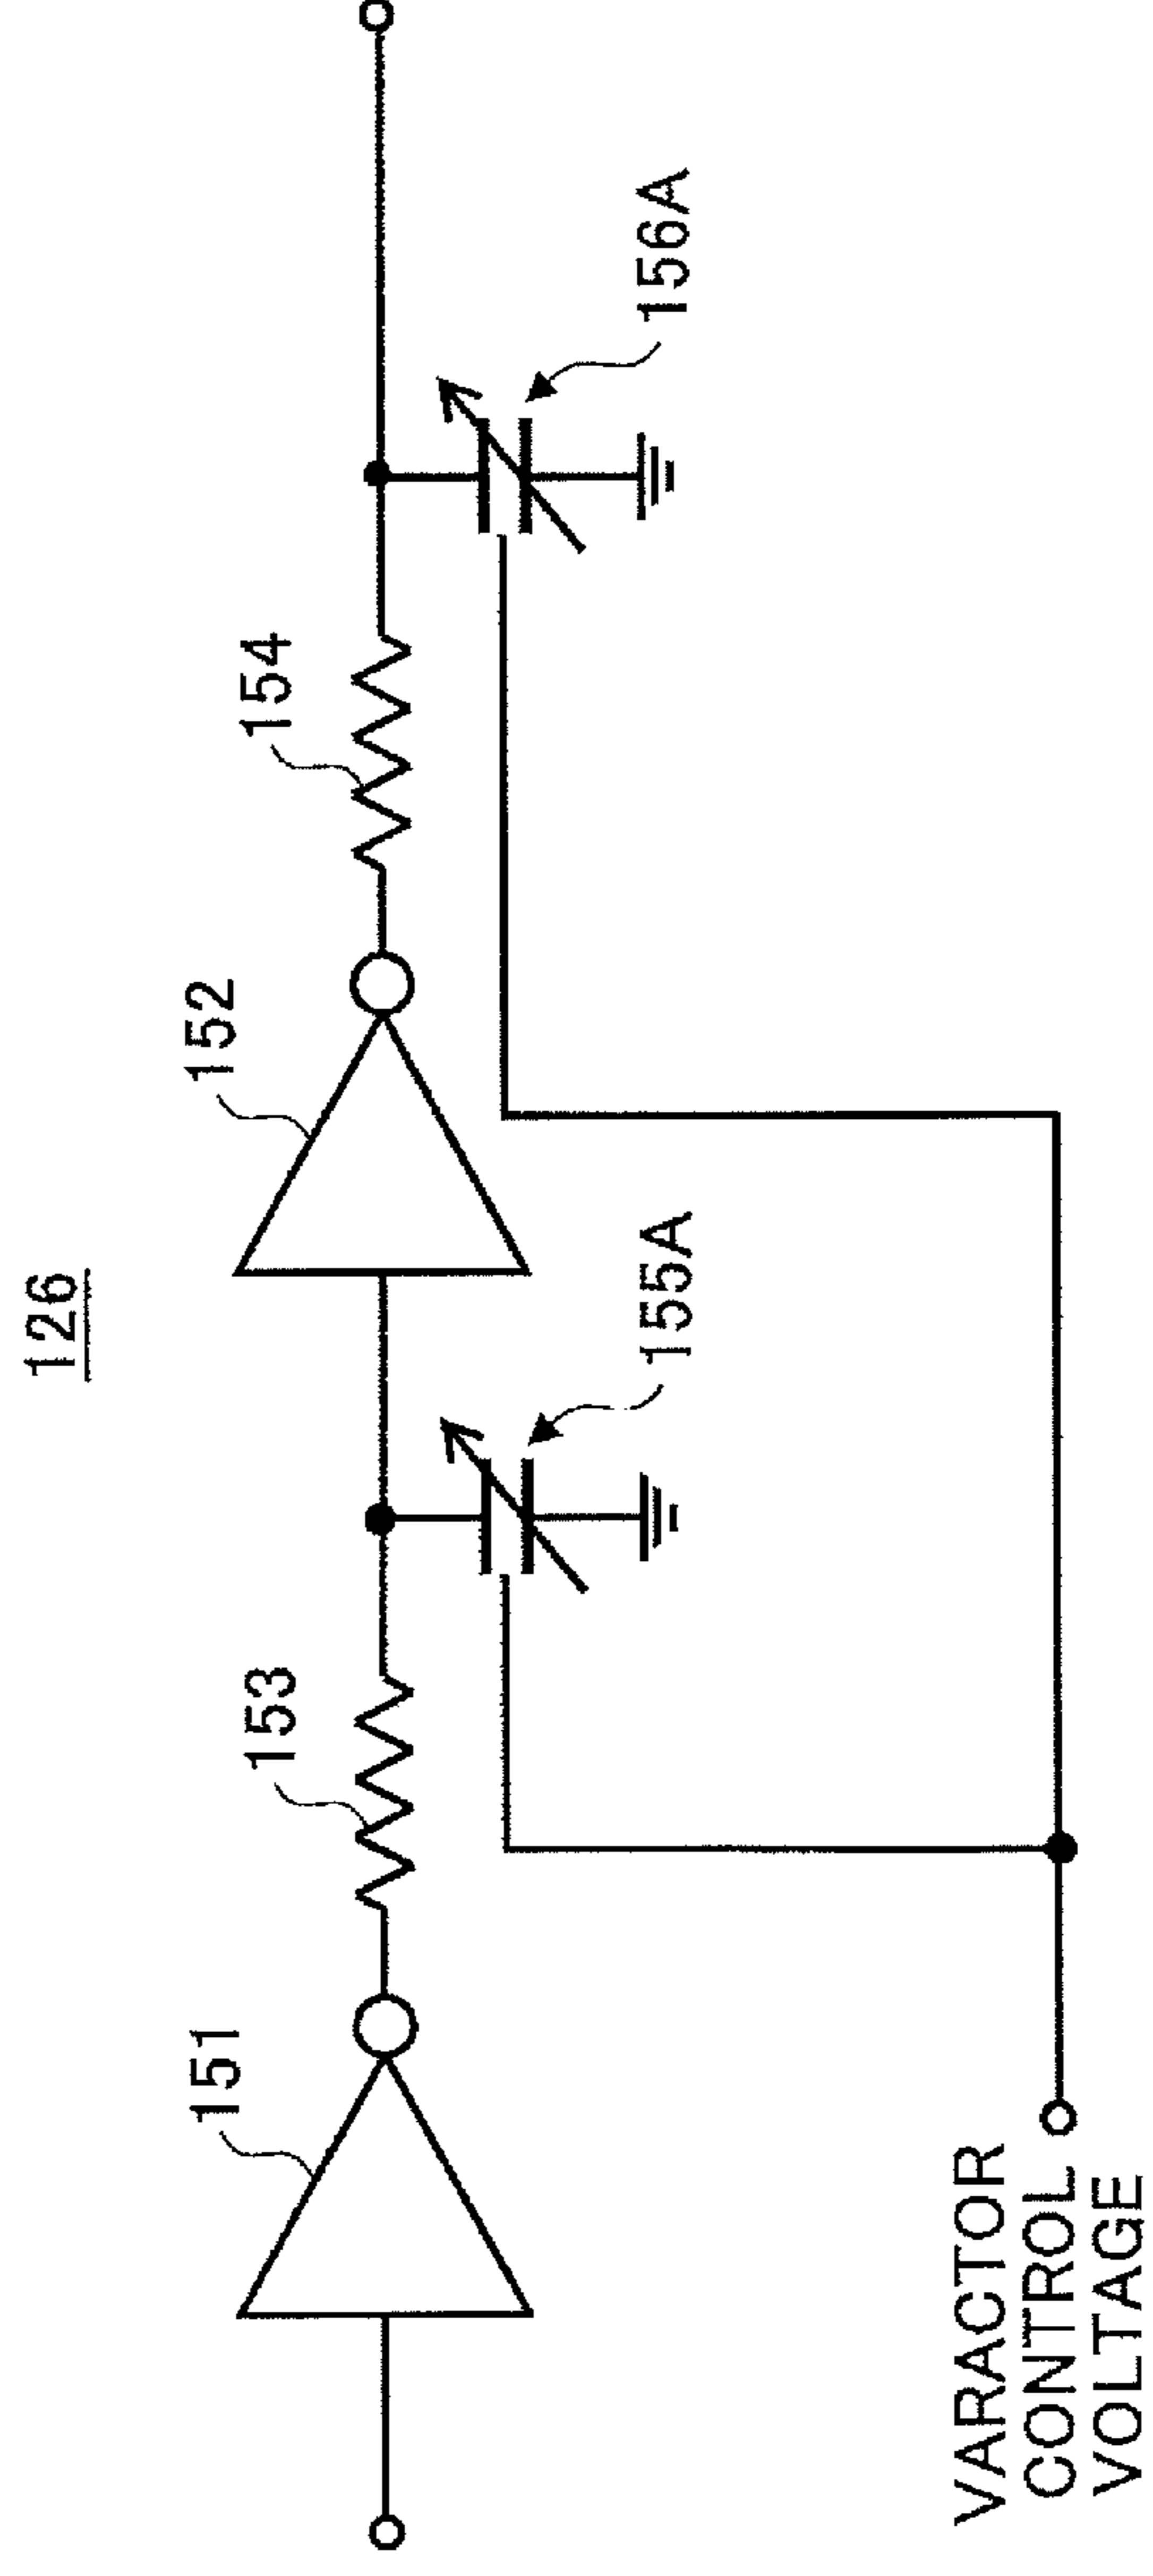 126
151
153
155A
152
154
156A
VARACTOR
CONTROL
VOLTAGE